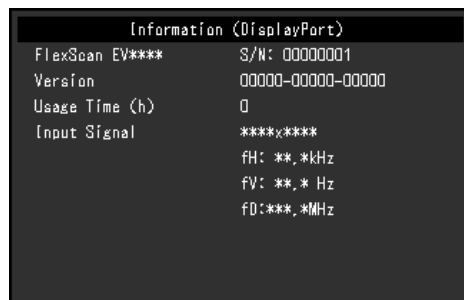 Information (DisplayPort)
FlexScan EV**** S/N: 00000001
Version 00000-00000-00000
Usage Time (h) 0
Input Signal ****x****
fH: **.*kHz
fV: **.* Hz
fD:***.*MHz